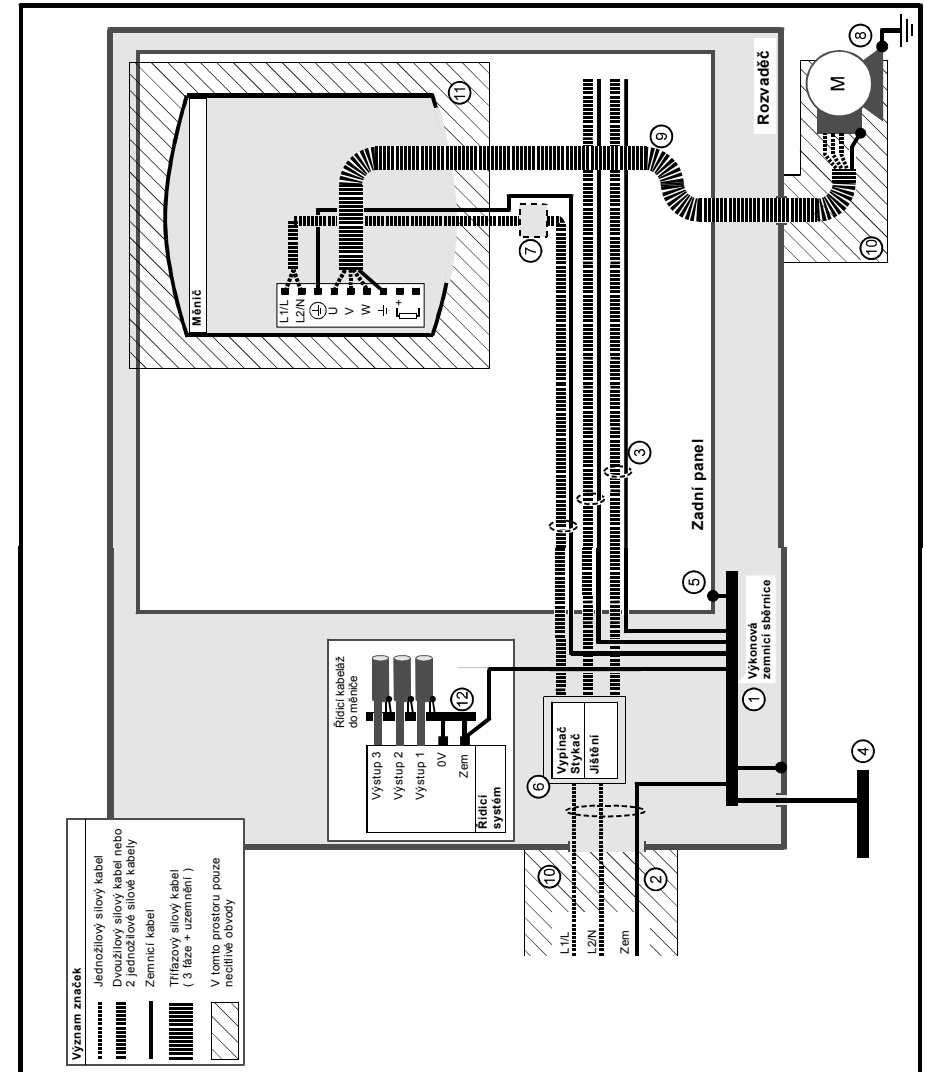 Význam značek
Jednožilový silový kabel
Dvoužilový silový kabel nebo
2 jednožilové silové kabely
Zemnicí kabel
Třífazový silový kabel
( 3 fáze + uzemnění )
V tomto prostoru pouze
necitlivé obvody
L1/L
L2/N
Zem
10
2
6
Vypínač
Stykač
Jištění
Řídicí kabeláž
do měniče
Výstup 3
Výstup 2
Výstup 1
0V
Zem
Řídicí
systém
12
4
1
Výkonová
zemnicí sběrnice
5
Zadní panel
3
Měnič
L1/L
L2/N
U
V
W
+
7
11
9
Rozvaděč
10
8
M